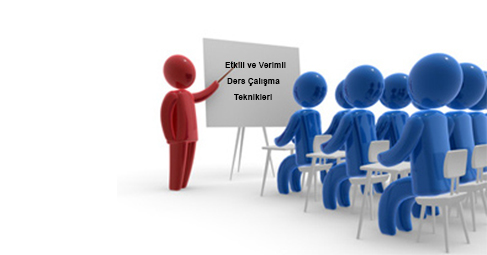 Etkili ve Verimli
Ders Çalışma
Teknikleri